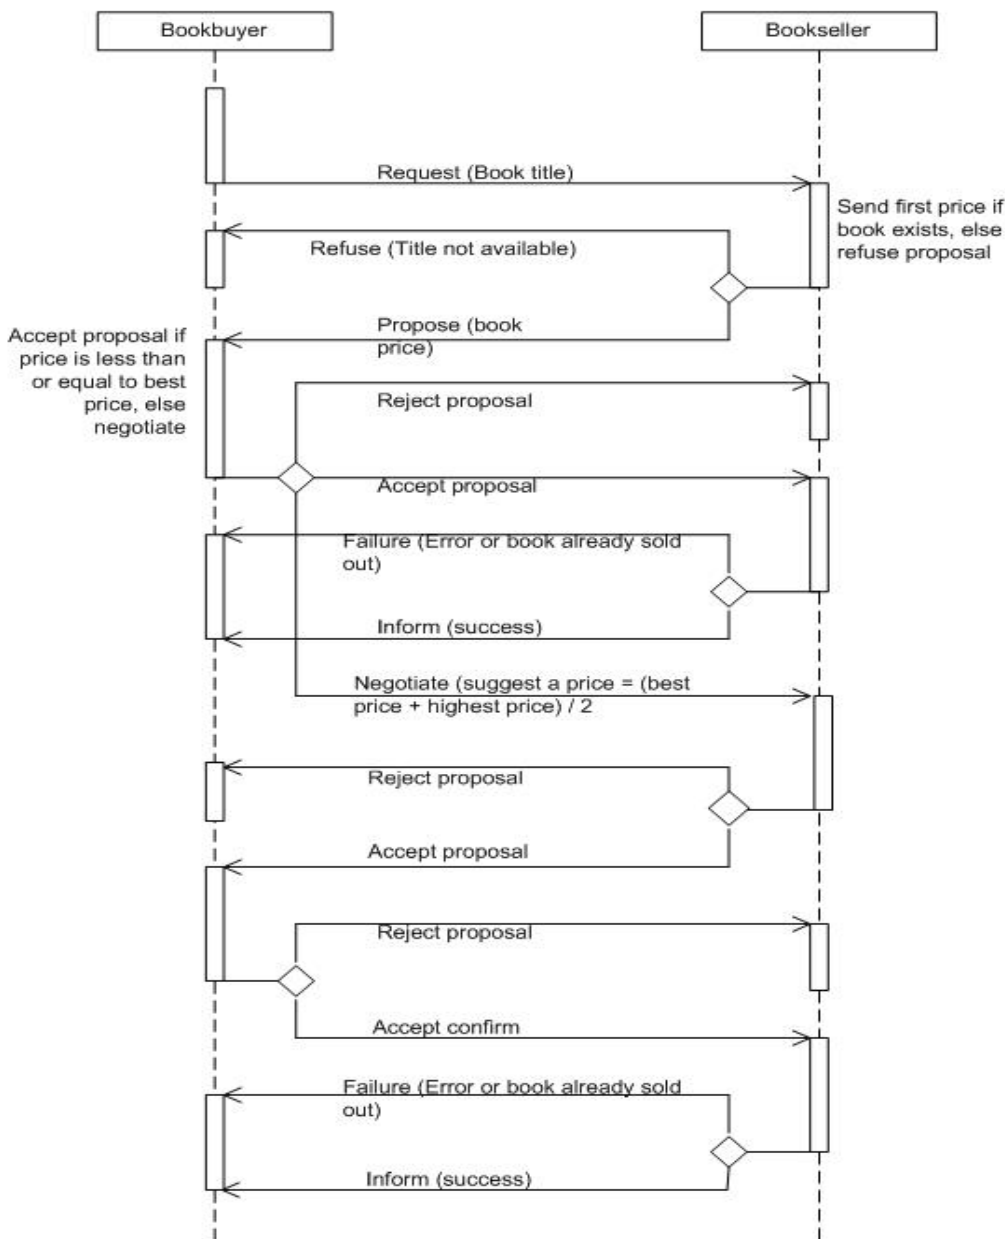 Bookbuyer
Bookseller
Request (Book title)
Send first price if
book exists, else
refuse proposal
Refuse (Title not available)
Propose (book
price)
Accept proposal if
price is less than
or equal to best
price, else
negotiate
Reject proposal
Accept proposal
Failure (Error or book already sold
out)
Inform (success)
Negotiate (suggest a price = (best
price + highest price) / 2
Reject proposal
Accept proposal
Reject proposal
Accept confirm
Failure (Error or book already sold
out)
Inform (success)